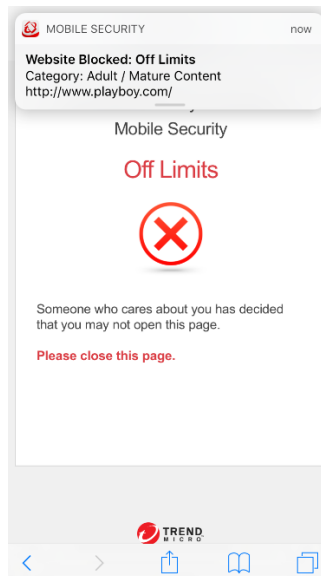 MOBILE SECURITY
now
Website Blocked: Off Limits
Category: Adult / Mature Content
http://www.playboy.com/
Mobile Security
Off Limits
Someone who cares about you has decided
that you may not open this page.
Please close this page.
TREND
MICRO